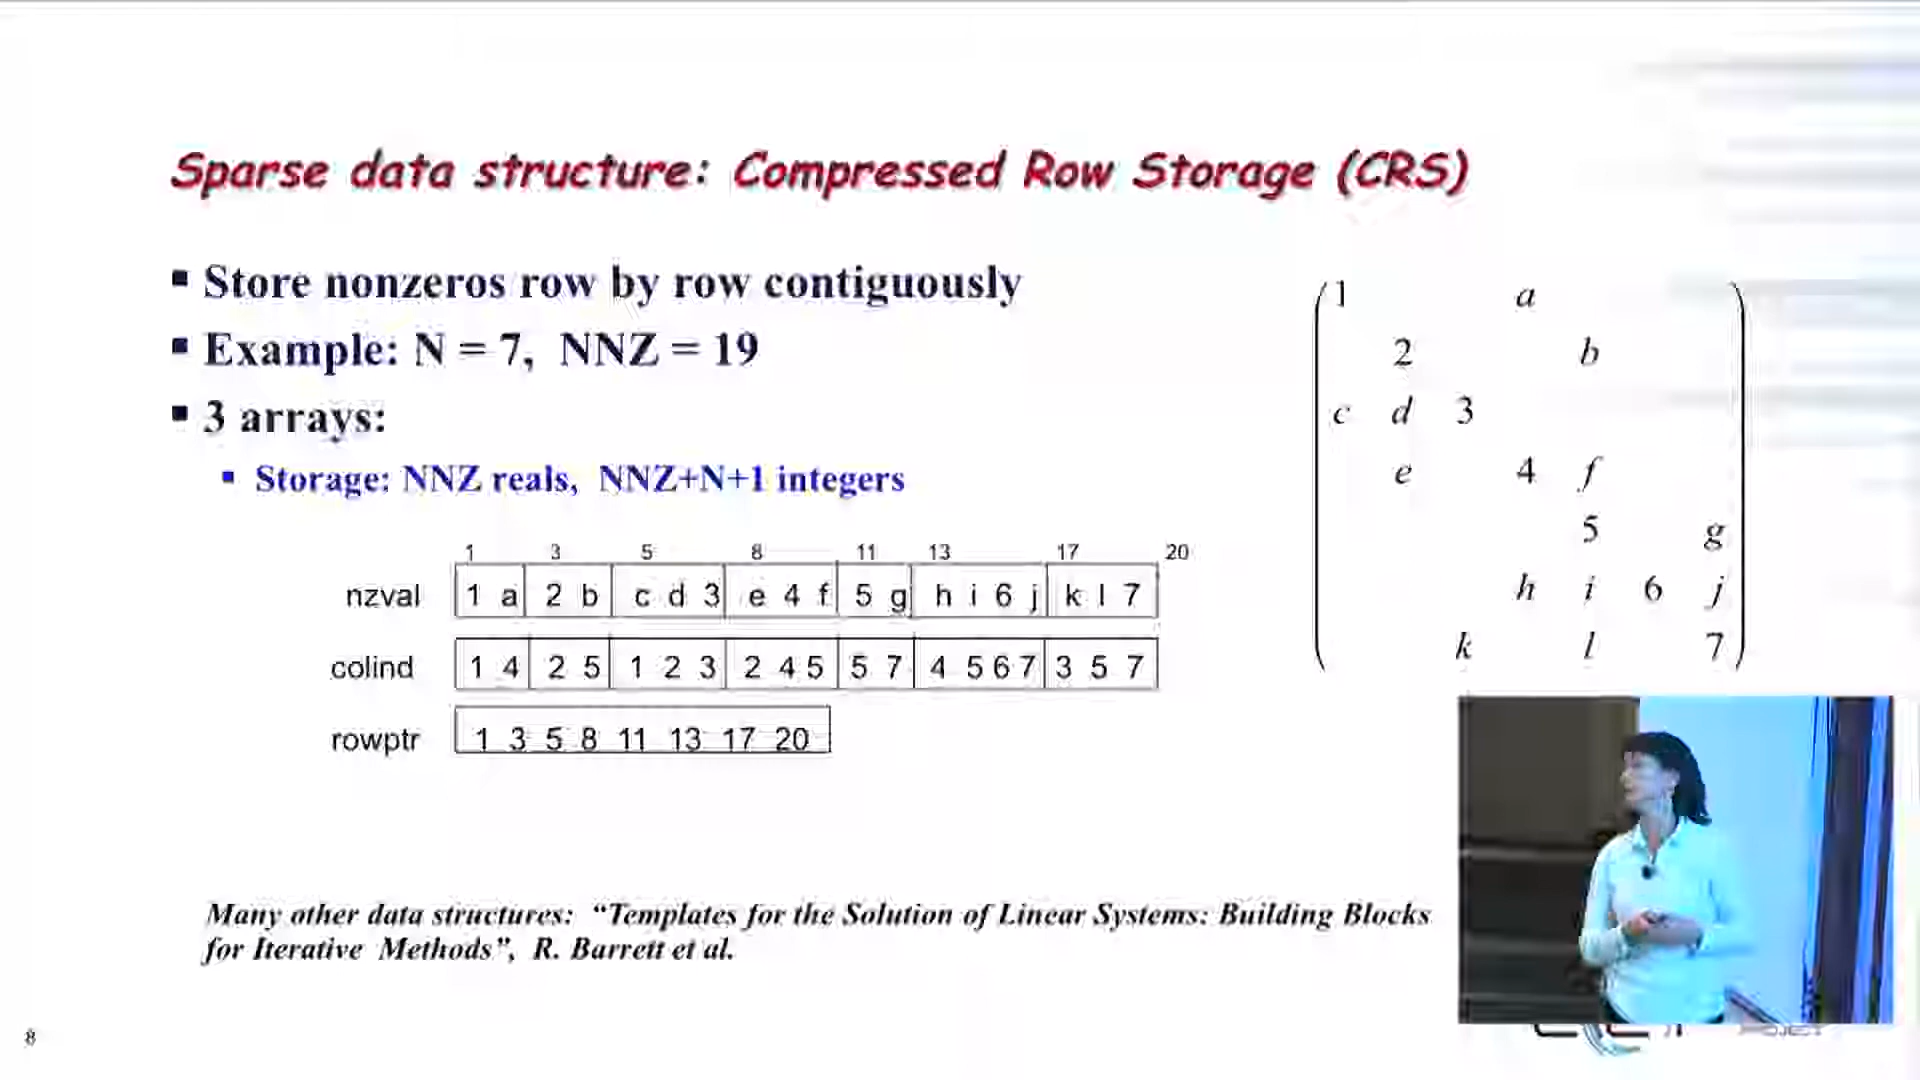 Sparse data structure: Compressed Row Storage (CRS)
▪ Store nonzeros row by row contiguously
▪ Example: N = 7, NNZ = 19
▪ 3 arrays:
▪ Storage: NNZ reals, NNZ+N+1 integers
1 3 5 8 11 13 17 20
nzval 1 a 2 b c d 3 e 4 f 5 g h i 6 j k l 7
colind 1 4 2 5 1 2 3 2 4 5 5 7 4 5 6 7 3 5 7
rowptr 1 3 5 8 11 13 17 20
1 a
2 b
c d 3
e 4 f
5 g
h i 6 j
k l 7
Many other data structures: “Templates for the Solution of Linear Systems: Building Blocks
for Iterative Methods”, R. Barrett et al.
8